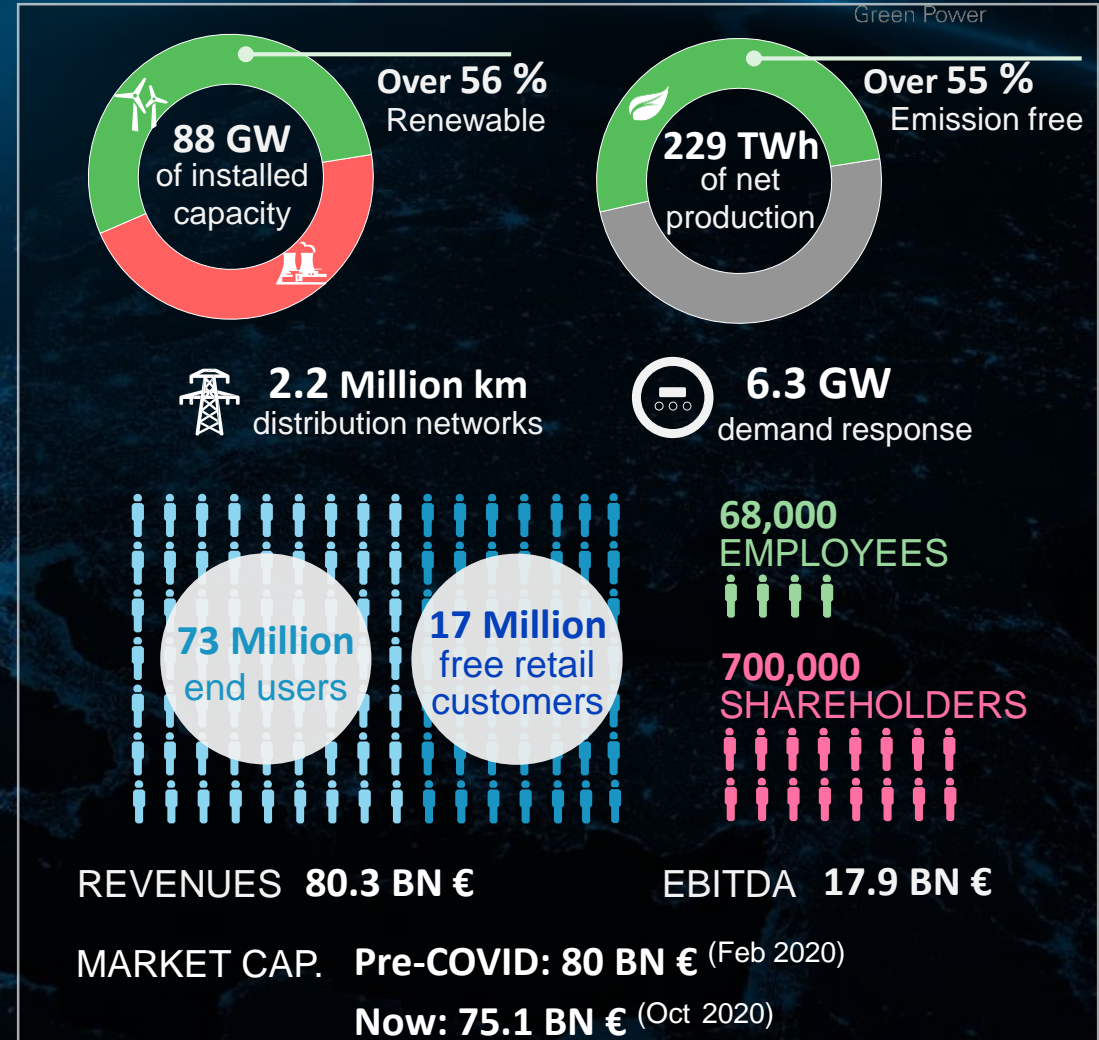 Green Power
Over 56 %
Renewable
88 GW
of installed
capacity
Over 55 %
Emission free
229 TWh
of net
production
2.2 Million km
distribution networks
6.3 GW
demand response
73 Million
end users
17 Million
free retail
customers
68,000
EMPLOYEES
700,000
SHAREHOLDERS
REVENUES 80.3 BN €
EBITDA 17.9 BN €
MARKET CAP. Pre-COVID: 80 BN € (Feb 2020)
Now: 75.1 BN € (Oct 2020)